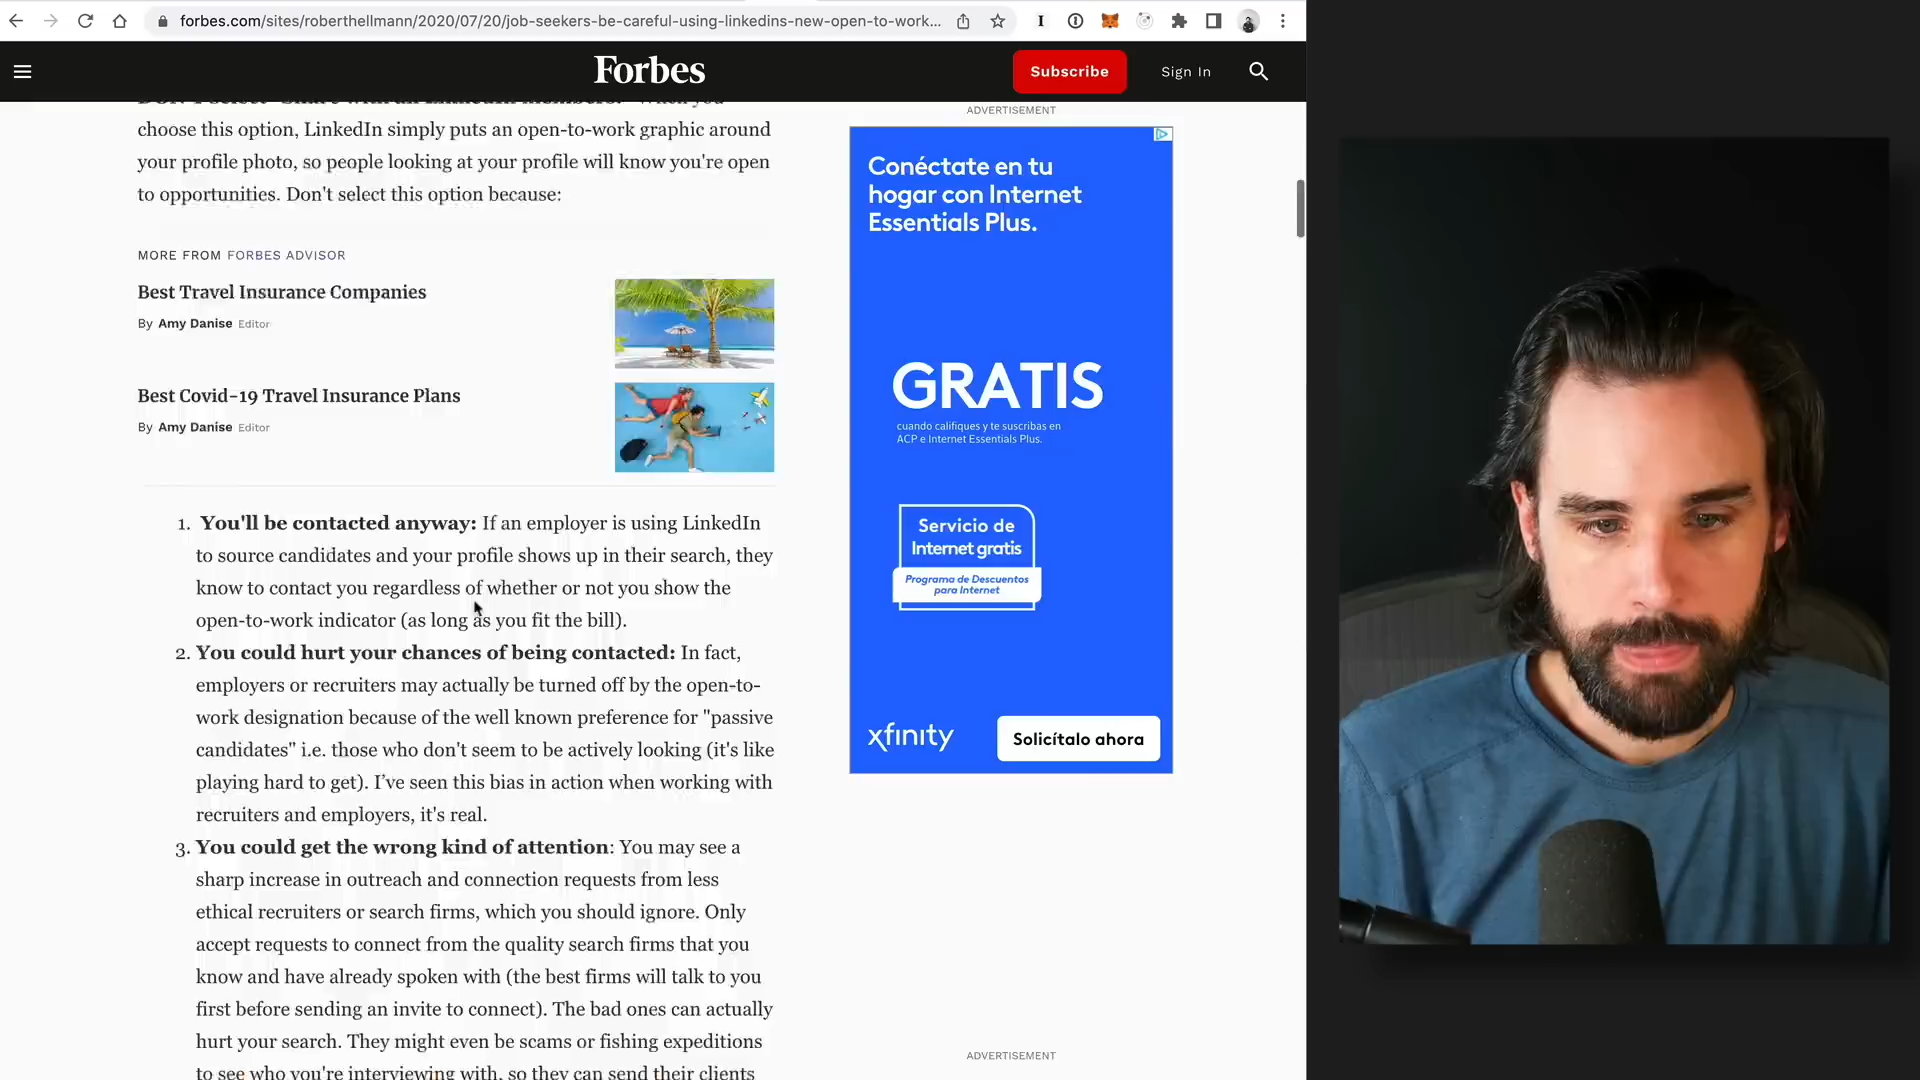 forbes.com/sites/roberthellmann/2020/07/20/job-seekers-be-careful-using-linkedins-new-open-to-work...
Forbes
Subscribe
Sign In
choose this option, LinkedIn simply puts an open-to-work graphic around
your profile photo, so people looking at your profile will know you're open
to opportunities. Don't select this option because:
MORE FROM FORBES ADVISOR
Best Travel Insurance Companies
By Amy Danise Editor
Best Covid-19 Travel Insurance Plans
By Amy Danise Editor
1. You'll be contacted anyway: If an employer is using LinkedIn
to source candidates and your profile shows up in their search, they
know to contact you regardless of whether or not you show the
open-to-work indicator (as long as you fit the bill).
2. You could hurt your chances of being contacted: In fact,
employers or recruiters may actually be turned off by the open-to-
work designation because of the well known preference for "passive
candidates" i.e. those who don't seem to be actively looking (it's like
playing hard to get). I've seen this bias in action when working with
recruiters and employers, it's real.
3. You could get the wrong kind of attention: You may see a
sharp increase in outreach and connection requests from less
ethical recruiters or search firms, which you should ignore. Only
accept requests to connect from the quality search firms that you
know and have already spoken with (the best firms will talk to you
first before sending an invite to connect). The bad ones can actually
hurt your search. They might even be scams or fishing expeditions
to see who you're interviewing with, so they can send their clients
ADVERTISEMENT
Conéctate en tu
hogar con Internet
Essentials Plus.
GRATIS
cuando califiques y te suscribas en
ACP e Internet Essentials Plus.
Servicio de
Internet gratis
Programa de Descuentos
para Internet
xfinity
Solicítalo ahora
ADVERTISEMENT